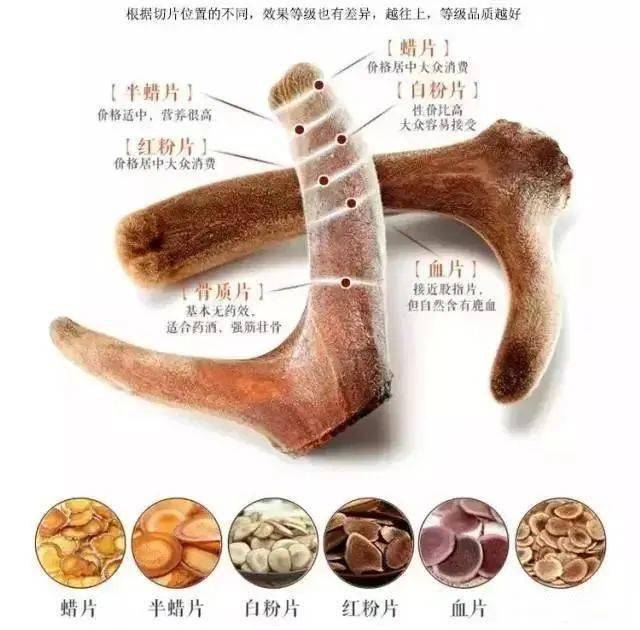 根据切片位置的不同，效果等级也有差异，越往上，等级品质越好
【 蜡片 】
价格居中大众消费
【 半蜡片 】
价格适中、营养很高
【 白粉片 】
性价比高
大众容易接受
【 红粉片 】
价格居中大众消费
【 血片 】
接近股指片，
但自然含有鹿血
【 骨质片 】
基本无药效，
适合药酒、强筋壮骨
蜡片
半蜡片
白粉片
红粉片
血片